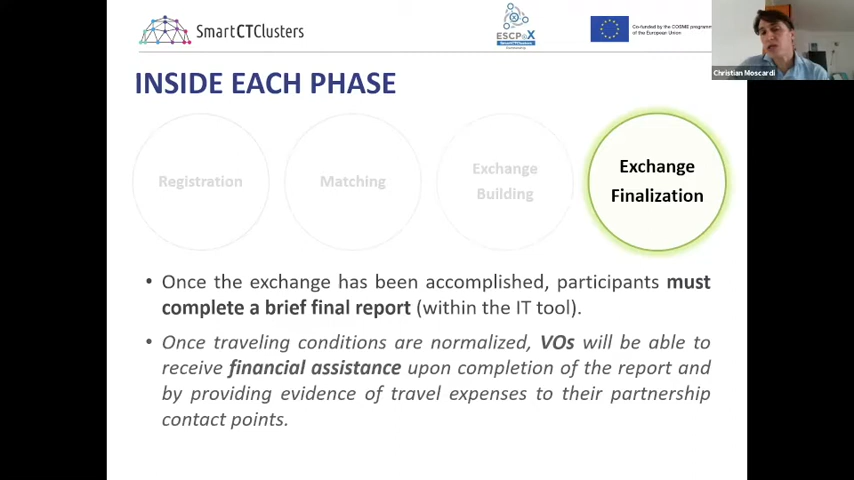 SmartCTClusters
ESCP X
SmartCTClusters
Co-funded by the COSME programm
of the European Union
Christian Moscardi
INSIDE EACH PHASE
Registration
Matching
Exchange
Building
Exchange
Finalization
• Once the exchange has been accomplished, participants must
complete a brief final report (within the IT tool).
• Once traveling conditions are normalized, VOs will be able to
receive financial assistance upon completion of the report and
by providing evidence of travel expenses to their partnership
contact points.